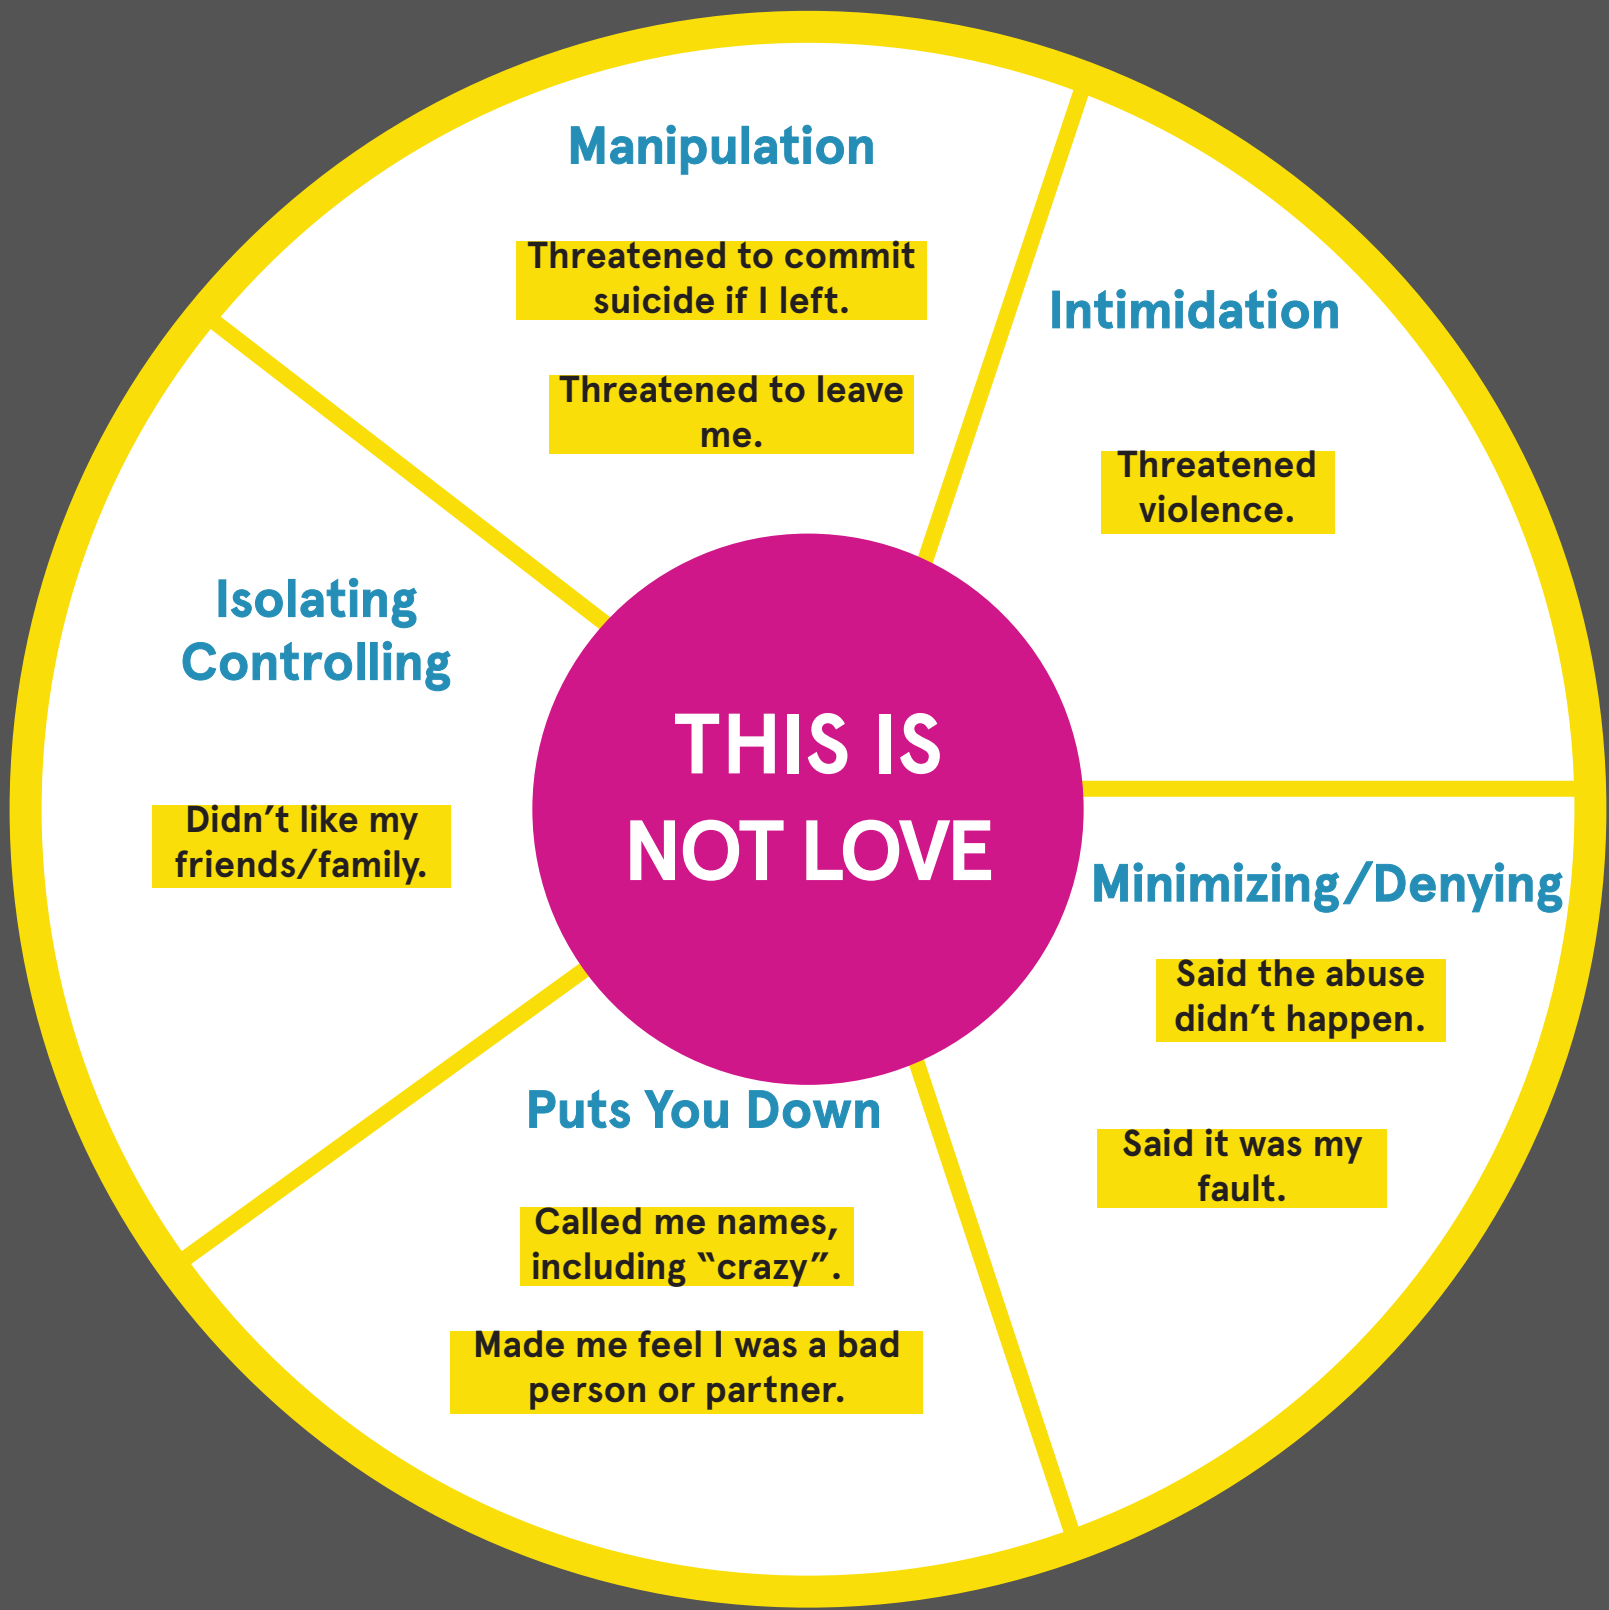 Manipulation
Threatened to commit
suicide if I left.
Threatened to leave
me.
Intimidation
Threatened
violence.
Isolating
Controlling
Didn’t like my
friends/family.
THIS IS
NOT LOVE
Minimizing/Denying
Said the abuse
didn’t happen.
Said it was my
fault.
Puts You Down
Called me names,
including “crazy”.
Made me feel I was a bad
person or partner.